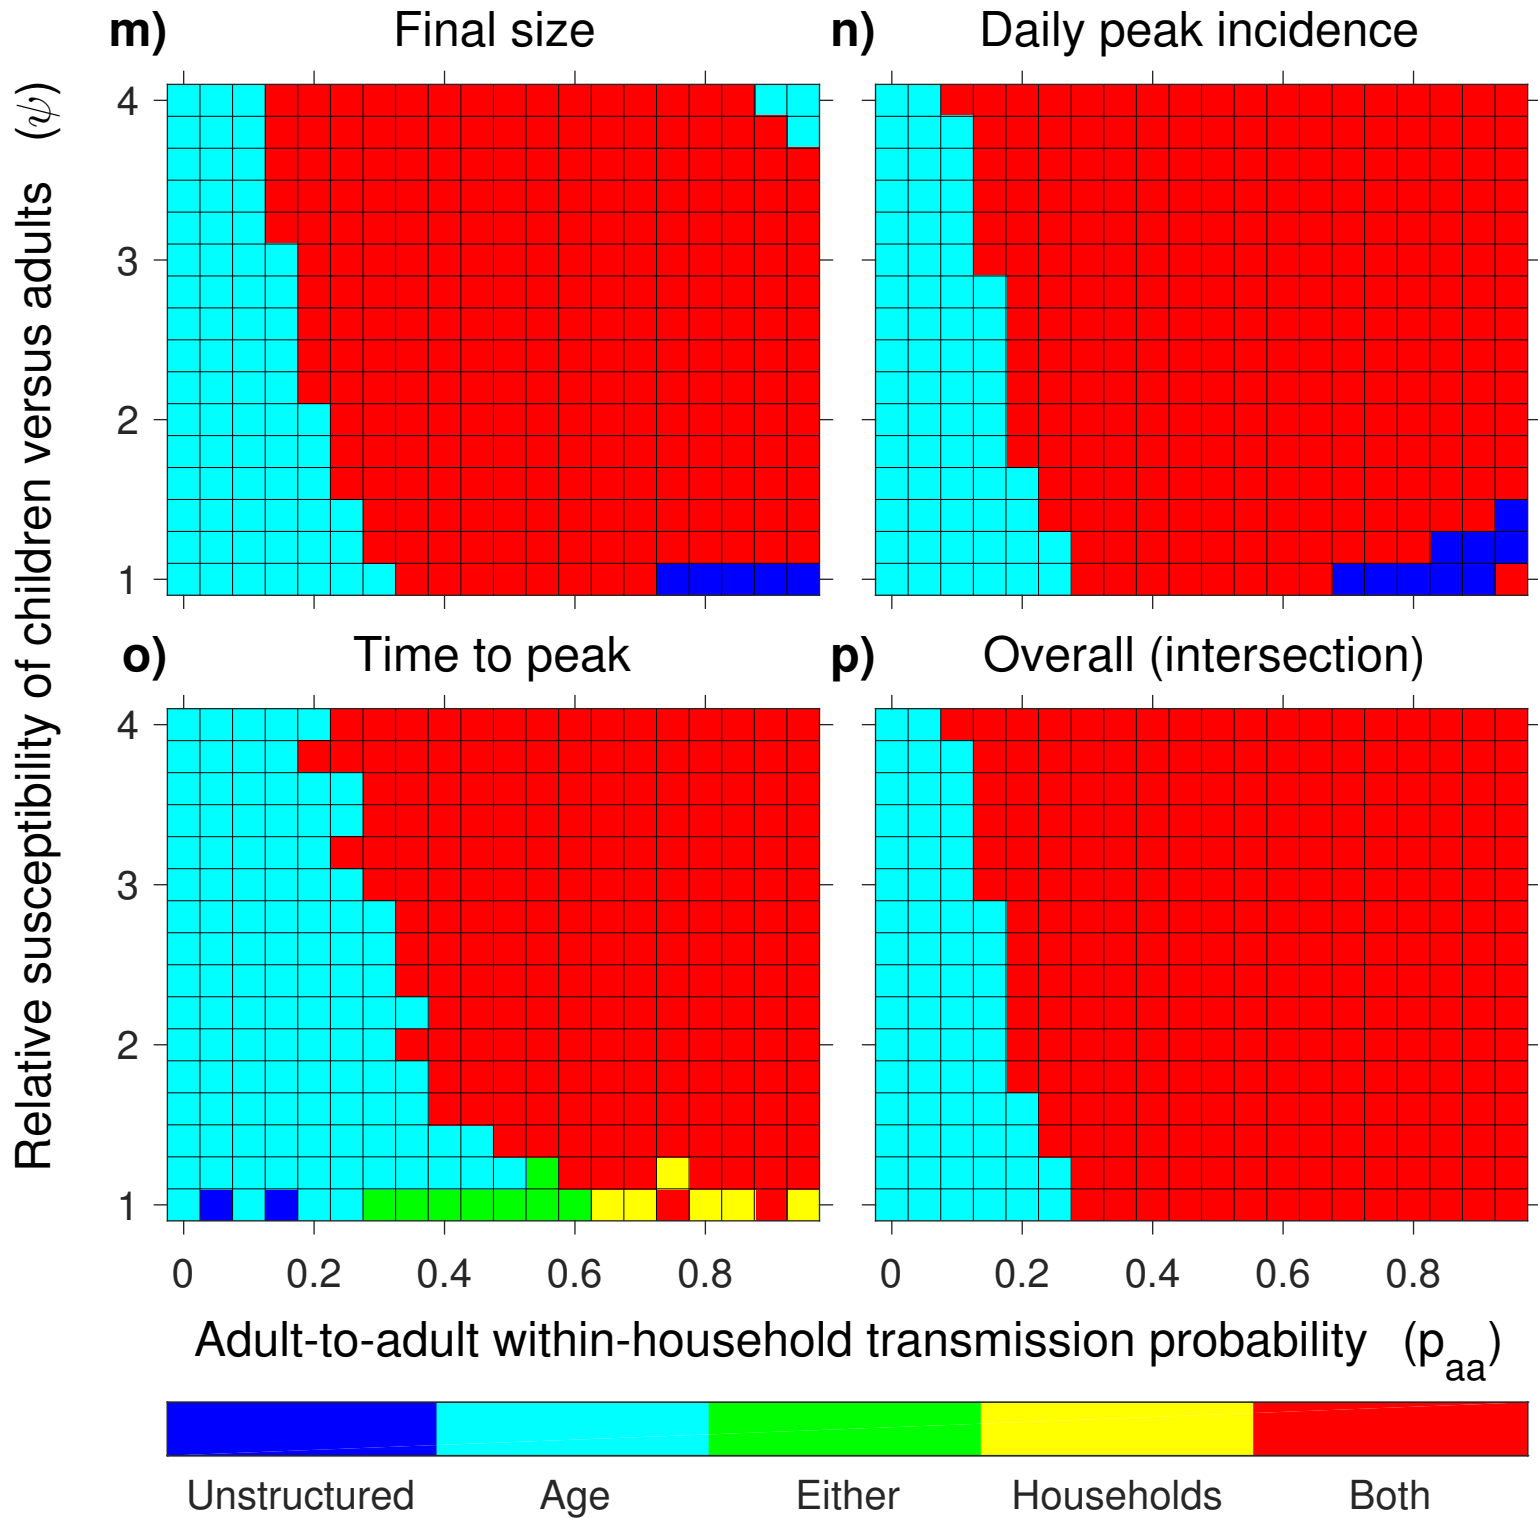 m) Final size
n) Daily peak incidence
Relative susceptibility of children versus adults (ψ)
4
3
2
1
o) Time to peak
p) Overall (intersection)
4
3
2
1
0 0.2 0.4 0.6 0.8
0 0.2 0.4 0.6 0.8
Adult-to-adult within-household transmission probability (p_aa)
Unstructured Age Either Households Both